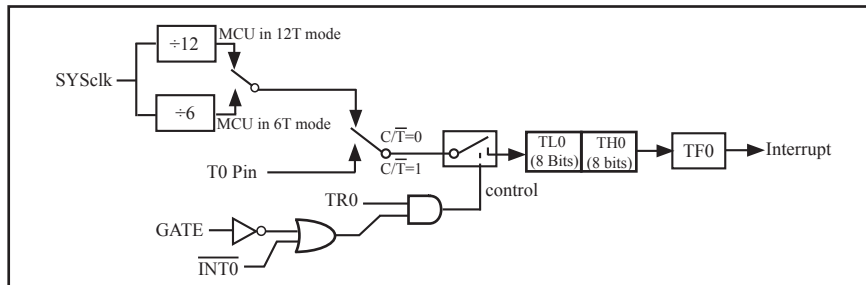 ÷12
MCU in 12T mode
SYSclk
÷6
MCU in 6T mode
C/T̅=0
T0 Pin
C/T̅=1
TL0
(8 Bits)
TH0
(8 bits)
TF0
Interrupt
control
TR0
GATE
I̅N̅T̅0̅